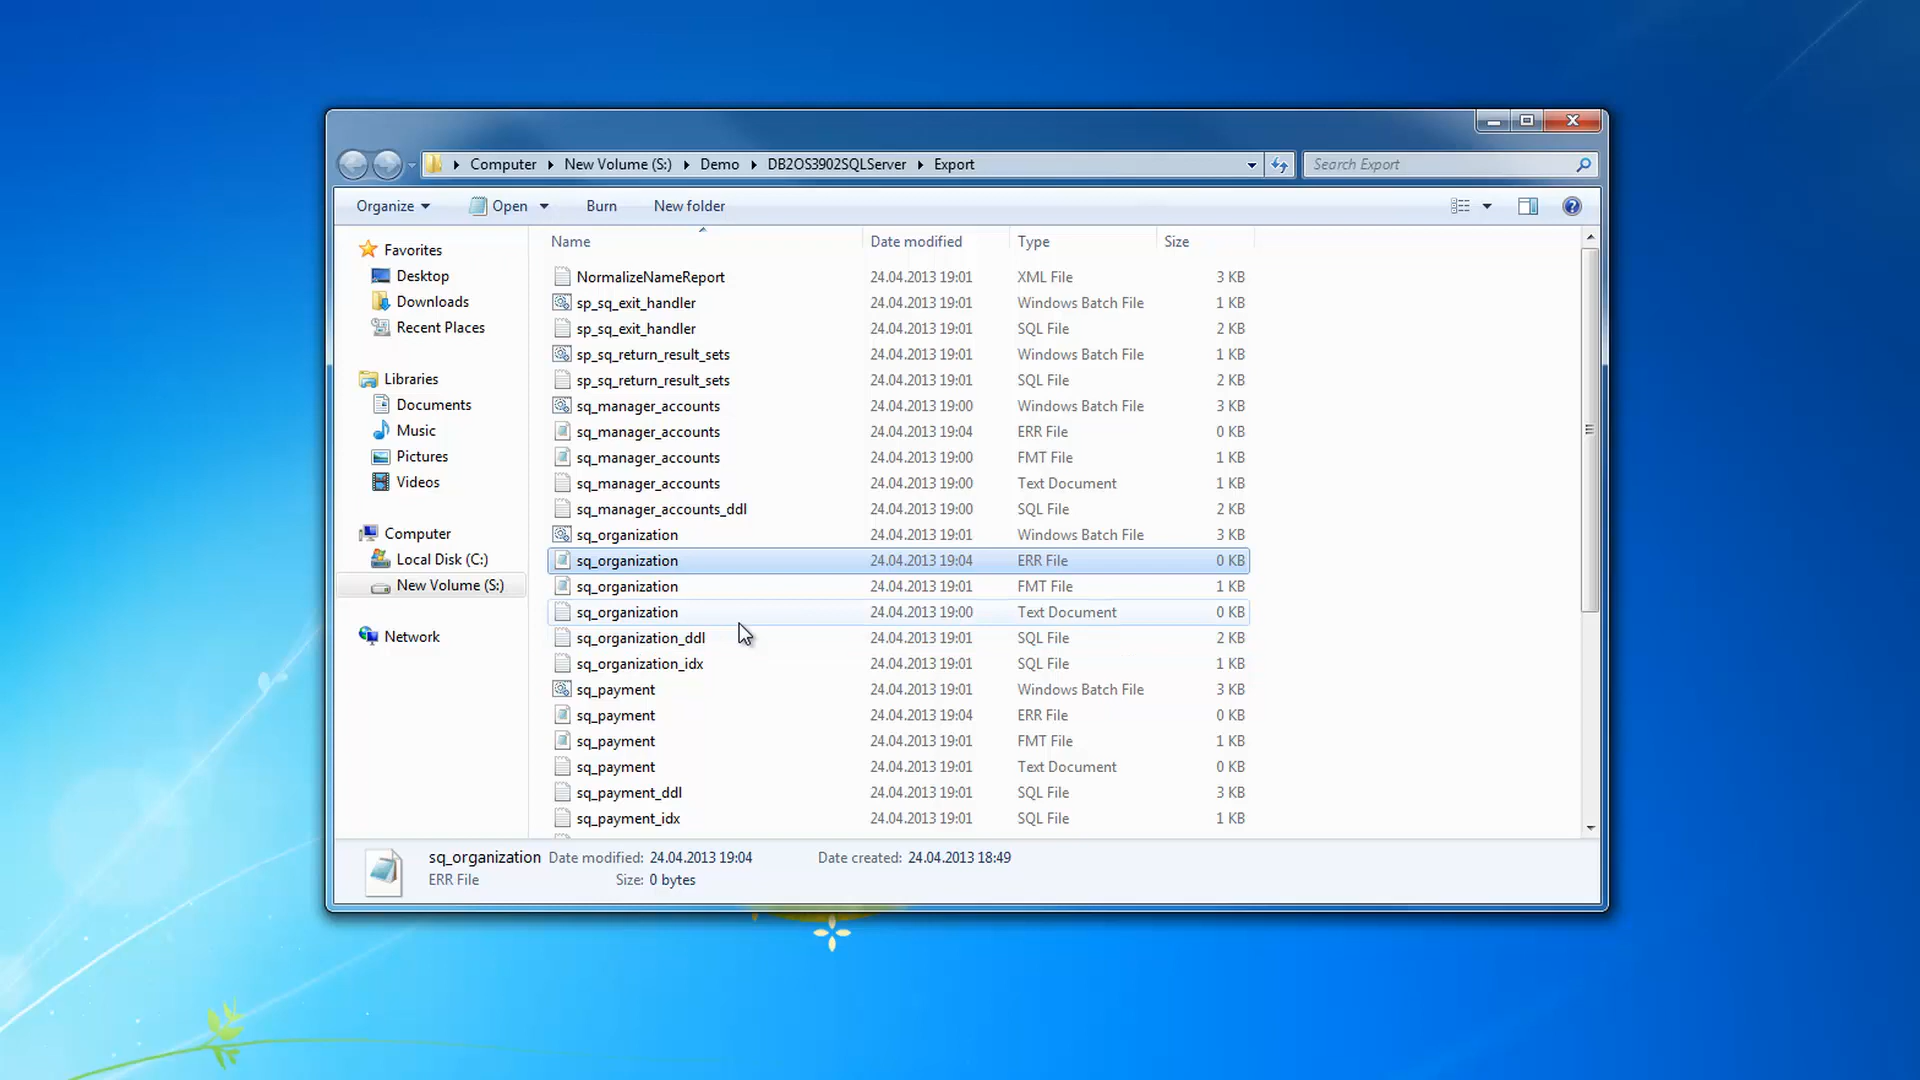 Computer New Volume (S:) Demo DB2OS3902SQLServer Export Search Export
Organize Open Burn New folder
Favorites
Desktop
Downloads
Recent Places
Libraries
Documents
Music
Pictures
Videos
Computer
Local Disk (C:)
New Volume (S:)
Network
Name Date modified Type Size
NormalizeNameReport 24.04.2013 19:01 XML File 3 KB
sp_sq_exit_handler 24.04.2013 19:01 Windows Batch File 1 KB
sp_sq_exit_handler 24.04.2013 19:01 SQL File 2 KB
sp_sq_return_result_sets 24.04.2013 19:01 Windows Batch File 1 KB
sp_sq_return_result_sets 24.04.2013 19:01 SQL File 2 KB
sq_manager_accounts 24.04.2013 19:00 Windows Batch File 3 KB
sq_manager_accounts 24.04.2013 19:04 ERR File 0 KB
sq_manager_accounts 24.04.2013 19:00 FMT File 1 KB
sq_manager_accounts 24.04.2013 19:00 Text Document 1 KB
sq_manager_accounts_ddl 24.04.2013 19:00 SQL File 2 KB
sq_organization 24.04.2013 19:01 Windows Batch File 3 KB
sq_organization 24.04.2013 19:04 ERR File 0 KB
sq_organization 24.04.2013 19:01 FMT File 1 KB
sq_organization 24.04.2013 19:00 Text Document 0 KB
sq_organization_ddl 24.04.2013 19:01 SQL File 2 KB
sq_organization_idx 24.04.2013 19:01 SQL File 1 KB
sq_payment 24.04.2013 19:01 Windows Batch File 3 KB
sq_payment 24.04.2013 19:04 ERR File 0 KB
sq_payment 24.04.2013 19:01 FMT File 1 KB
sq_payment 24.04.2013 19:01 Text Document 0 KB
sq_payment_ddl 24.04.2013 19:01 SQL File 3 KB
sq_payment_idx 24.04.2013 19:01 SQL File 1 KB
sq_organization Date modified: 24.04.2013 19:04 Date created: 24.04.2013 18:49
ERR File Size: 0 bytes